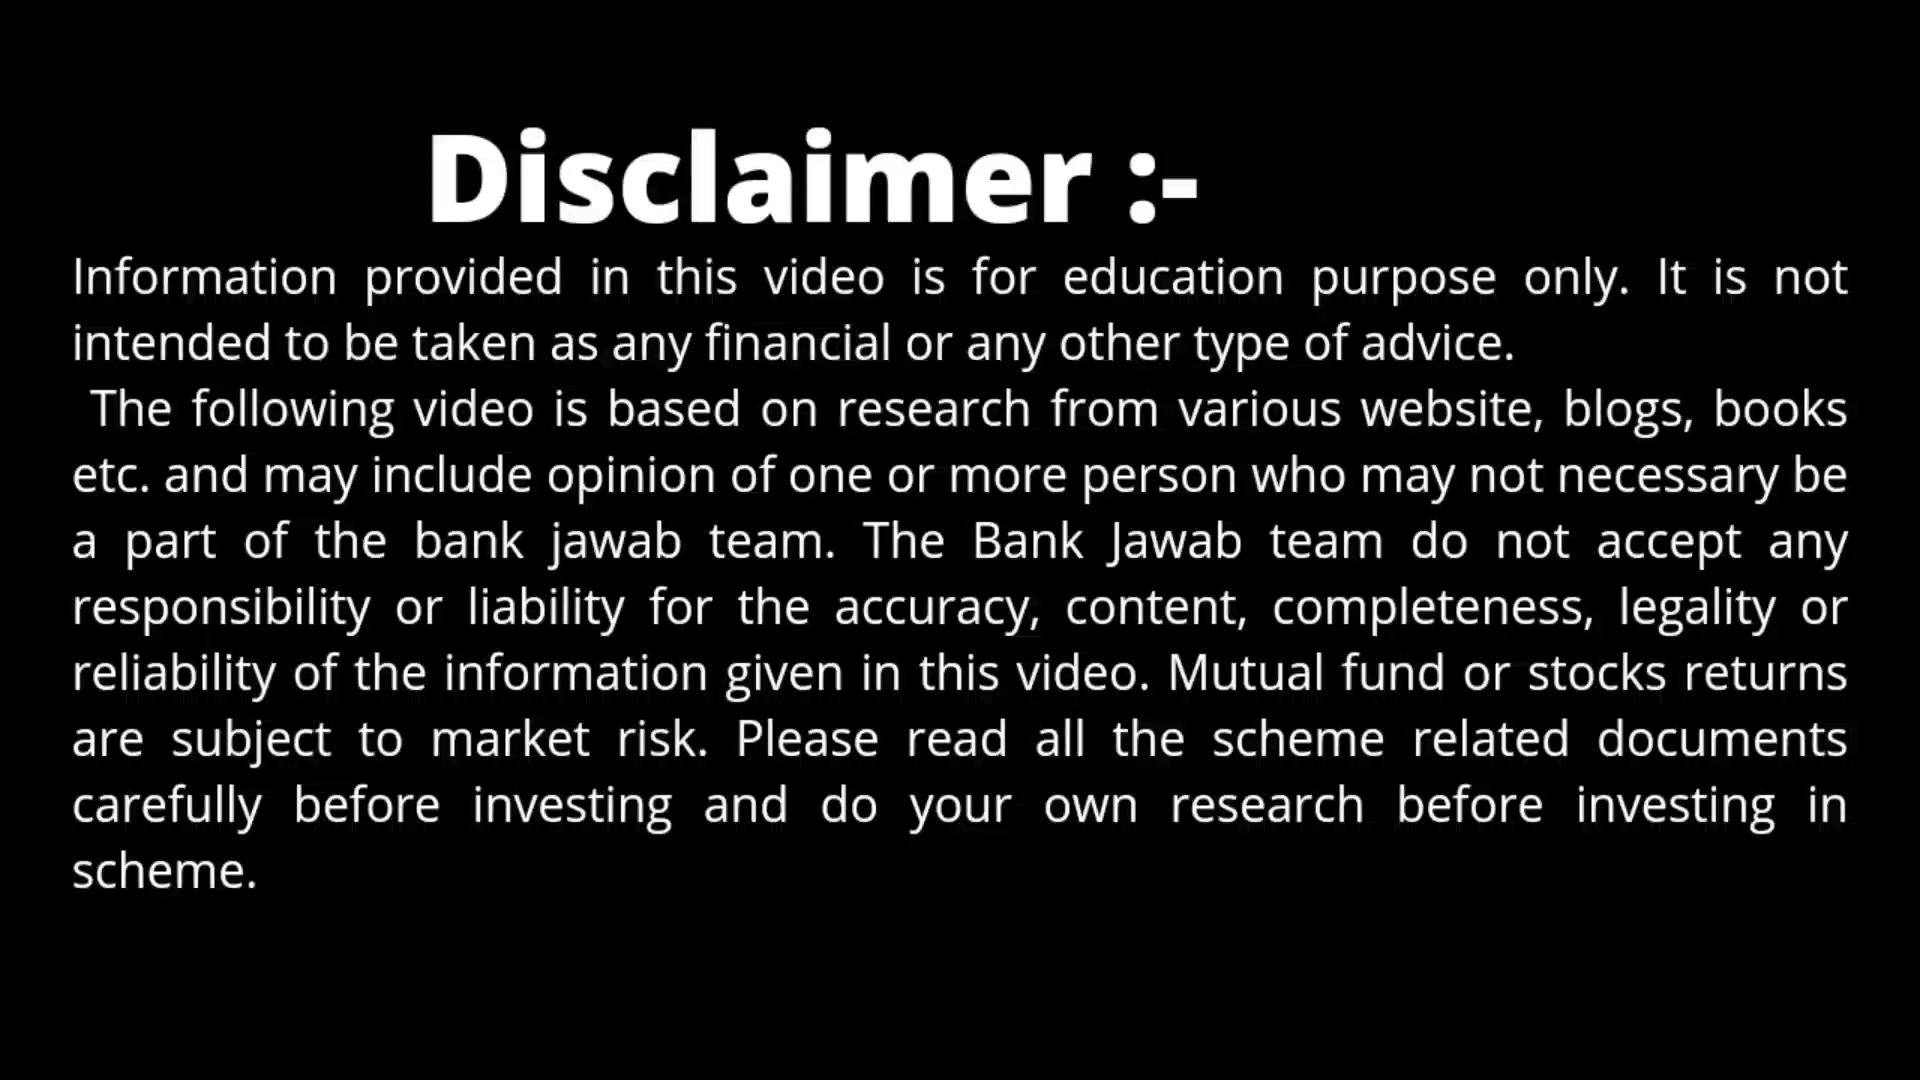 Disclaimer :-
Information provided in this video is for education purpose only. It is not
intended to be taken as any financial or any other type of advice.
The following video is based on research from various website, blogs, books
etc. and may include opinion of one or more person who may not necessary be
a part of the bank jawab team. The Bank Jawab team do not accept any
responsibility or liability for the accuracy, content, completeness, legality or
reliability of the information given in this video. Mutual fund or stocks returns
are subject to market risk. Please read all the scheme related documents
carefully before investing and do your own research before investing in
scheme.